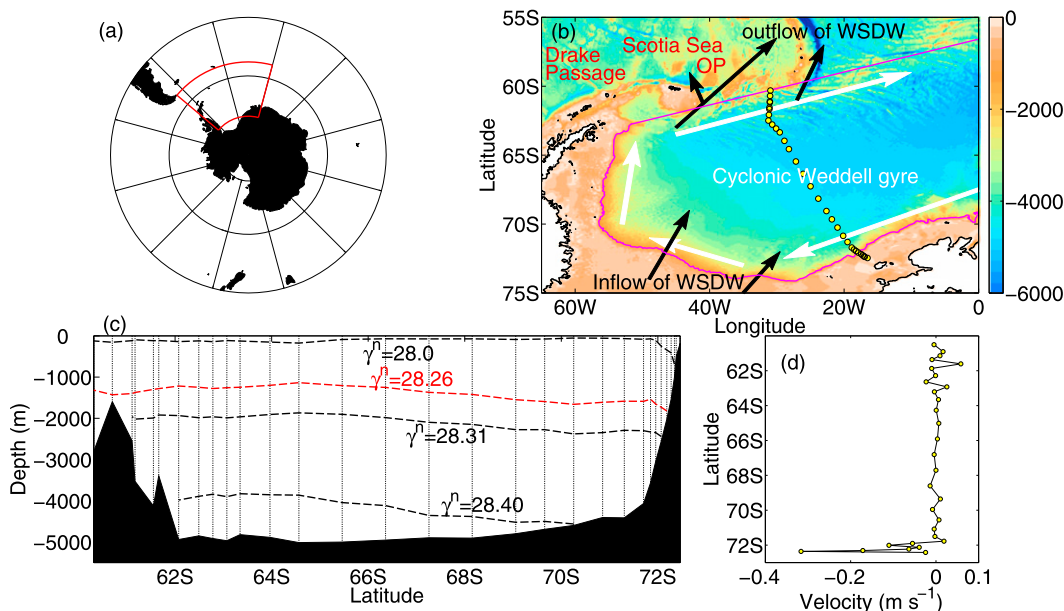 (a)
(b)
55S
60S
65S
70S
75S
Latitude
Drake
Passage
Scotia Sea
OP
outflow of WSDW
Cyclonic Weddell gyre
Inflow of WSDW
60W
40W
20W
0
Longitude
0
−2000
−4000
−6000
(c)
0
−1000
−2000
−3000
−4000
−5000
Depth (m)
γⁿ=28.0
γⁿ=28.26
γⁿ=28.31
γⁿ=28.40
62S
64S
66S
68S
70S
72S
Latitude
(d)
62S
64S
66S
68S
70S
72S
Latitude
−0.4
−0.2
0
0.1
Velocity (m s⁻¹)